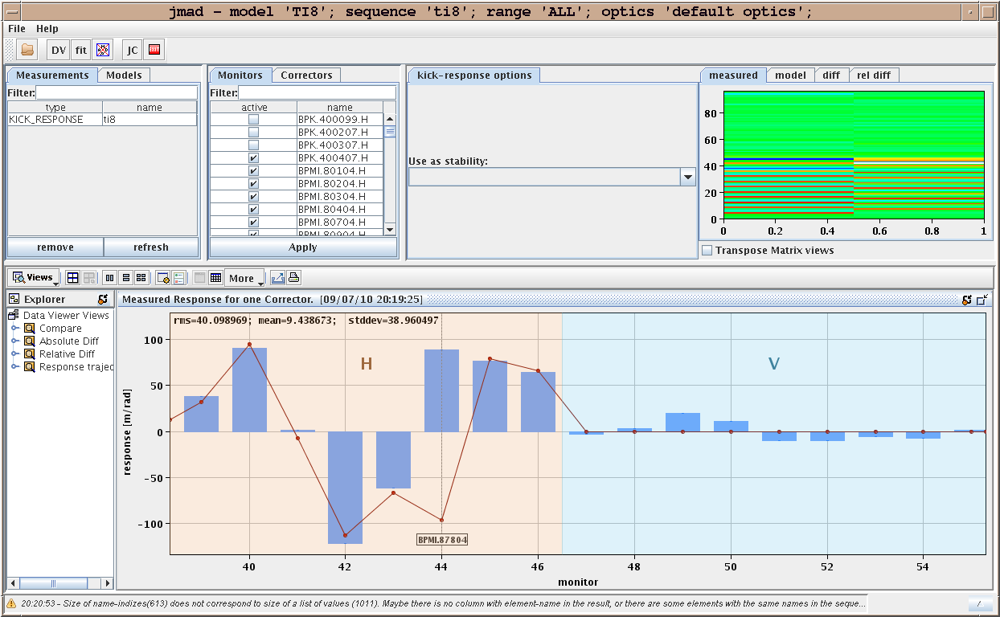 jmad - model 'TI8'; sequence 'ti8'; range 'ALL'; optics 'default optics';
File Help
DV fit JC EXIT
Measurements Models
Filter:
type name
KICK_RESPONSE ti8
remove refresh
Monitors Correctors
Filter:
active name
BPK.400099.H
BPK.400207.H
BPK.400307.H
BPK.400407.H
BPMI.80104.H
BPMI.80204.H
BPMI.80304.H
BPMI.80404.H
BPMI.80704.H
BPMI.80904.H
Apply
kick-response options
Use as stability:
measured model diff rel diff
80
60
40
20
0
0 0.2 0.4 0.6 0.8 1
Transpose Matrix views
Views More
Explorer
Data Viewer Views
Compare
Absolute Diff
Relative Diff
Response trajec
Measured Response for one Corrector. [09/07/10 20:19:25]
rms=40.098969; mean=9.438673; stddev=38.960497
H V
response [m/rad]
100
50
0
-50
-100
BPMI.87804
40 42 44 46 48 50 52 54
monitor
20:20:53 - Size of name-indizes(613) does not correspond to size of a list of values (1011). Maybe there is no column with element-name in the result, or there are some elements with the same names in the seque...